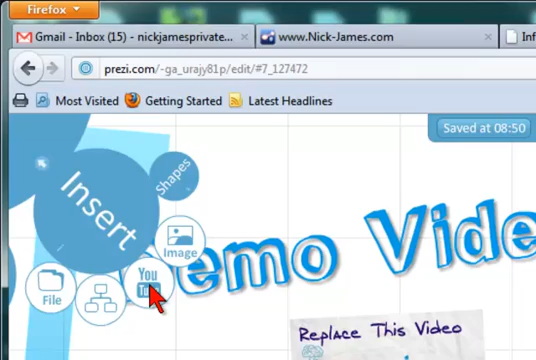 Firefox
Gmail - Inbox (15) - nickjamesprivate...
www.Nick-James.com
prezi.com/-ga_urajy81p/edit/#7_127472
Most Visited
Getting Started
Latest Headlines
Saved at 08:50
Insert
Shapes
Image
You
File
emo Vide
Replace This Video